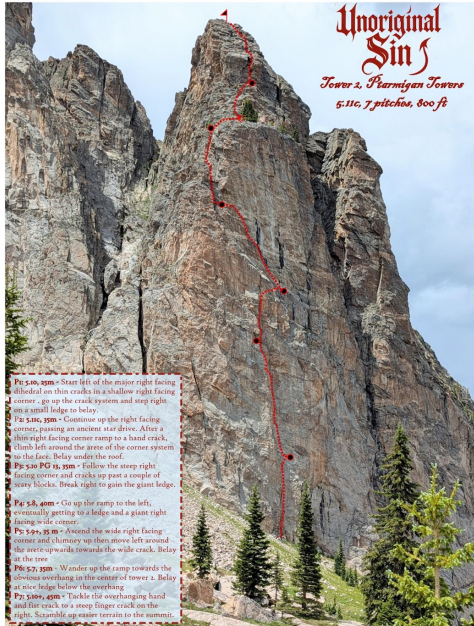 Unoriginal
Sin
Tower 2, Ptarmigan Towers
5.11c, 7 pitches, 800 ft
P1: 5.10, 25m - Start left of the major right facing
dihedral on thin cracks in a shallow right facing
corner , go up the crack system and step right
on a small ledge to belay.
P2: 5.11c, 35m - Continue up the right facing
corner, passing an ancient star drive. After a
thin right facing corner ramp to a hand crack,
climb left around the arete of the corner system
to the face. Belay under the roof.
P3: 5.10 PG 13, 35m - Follow the steep right
facing corner and cracks up past a couple of
scary blocks. Break right to gain the giant ledge.
P4: 5.8, 40m - Go up the ramp to the left,
eventually getting to a ledge and a giant right
facing wide corner.
P5: 5.9+, 35 m - Ascend the wide right facing
corner and chimney up then move left around
the arete upwards towards the wide crack. Belay
at the tree
P6: 5.7, 35m - Wander up the ramp towards the
obvious overhang in the center of tower 2. Belay
at nice ledge below the overhang
P7: 5.10+, 45m - Tackle the overhanging hand
and fist crack to a steep finger crack on the
right. Scramble up easier terrain to the summit.